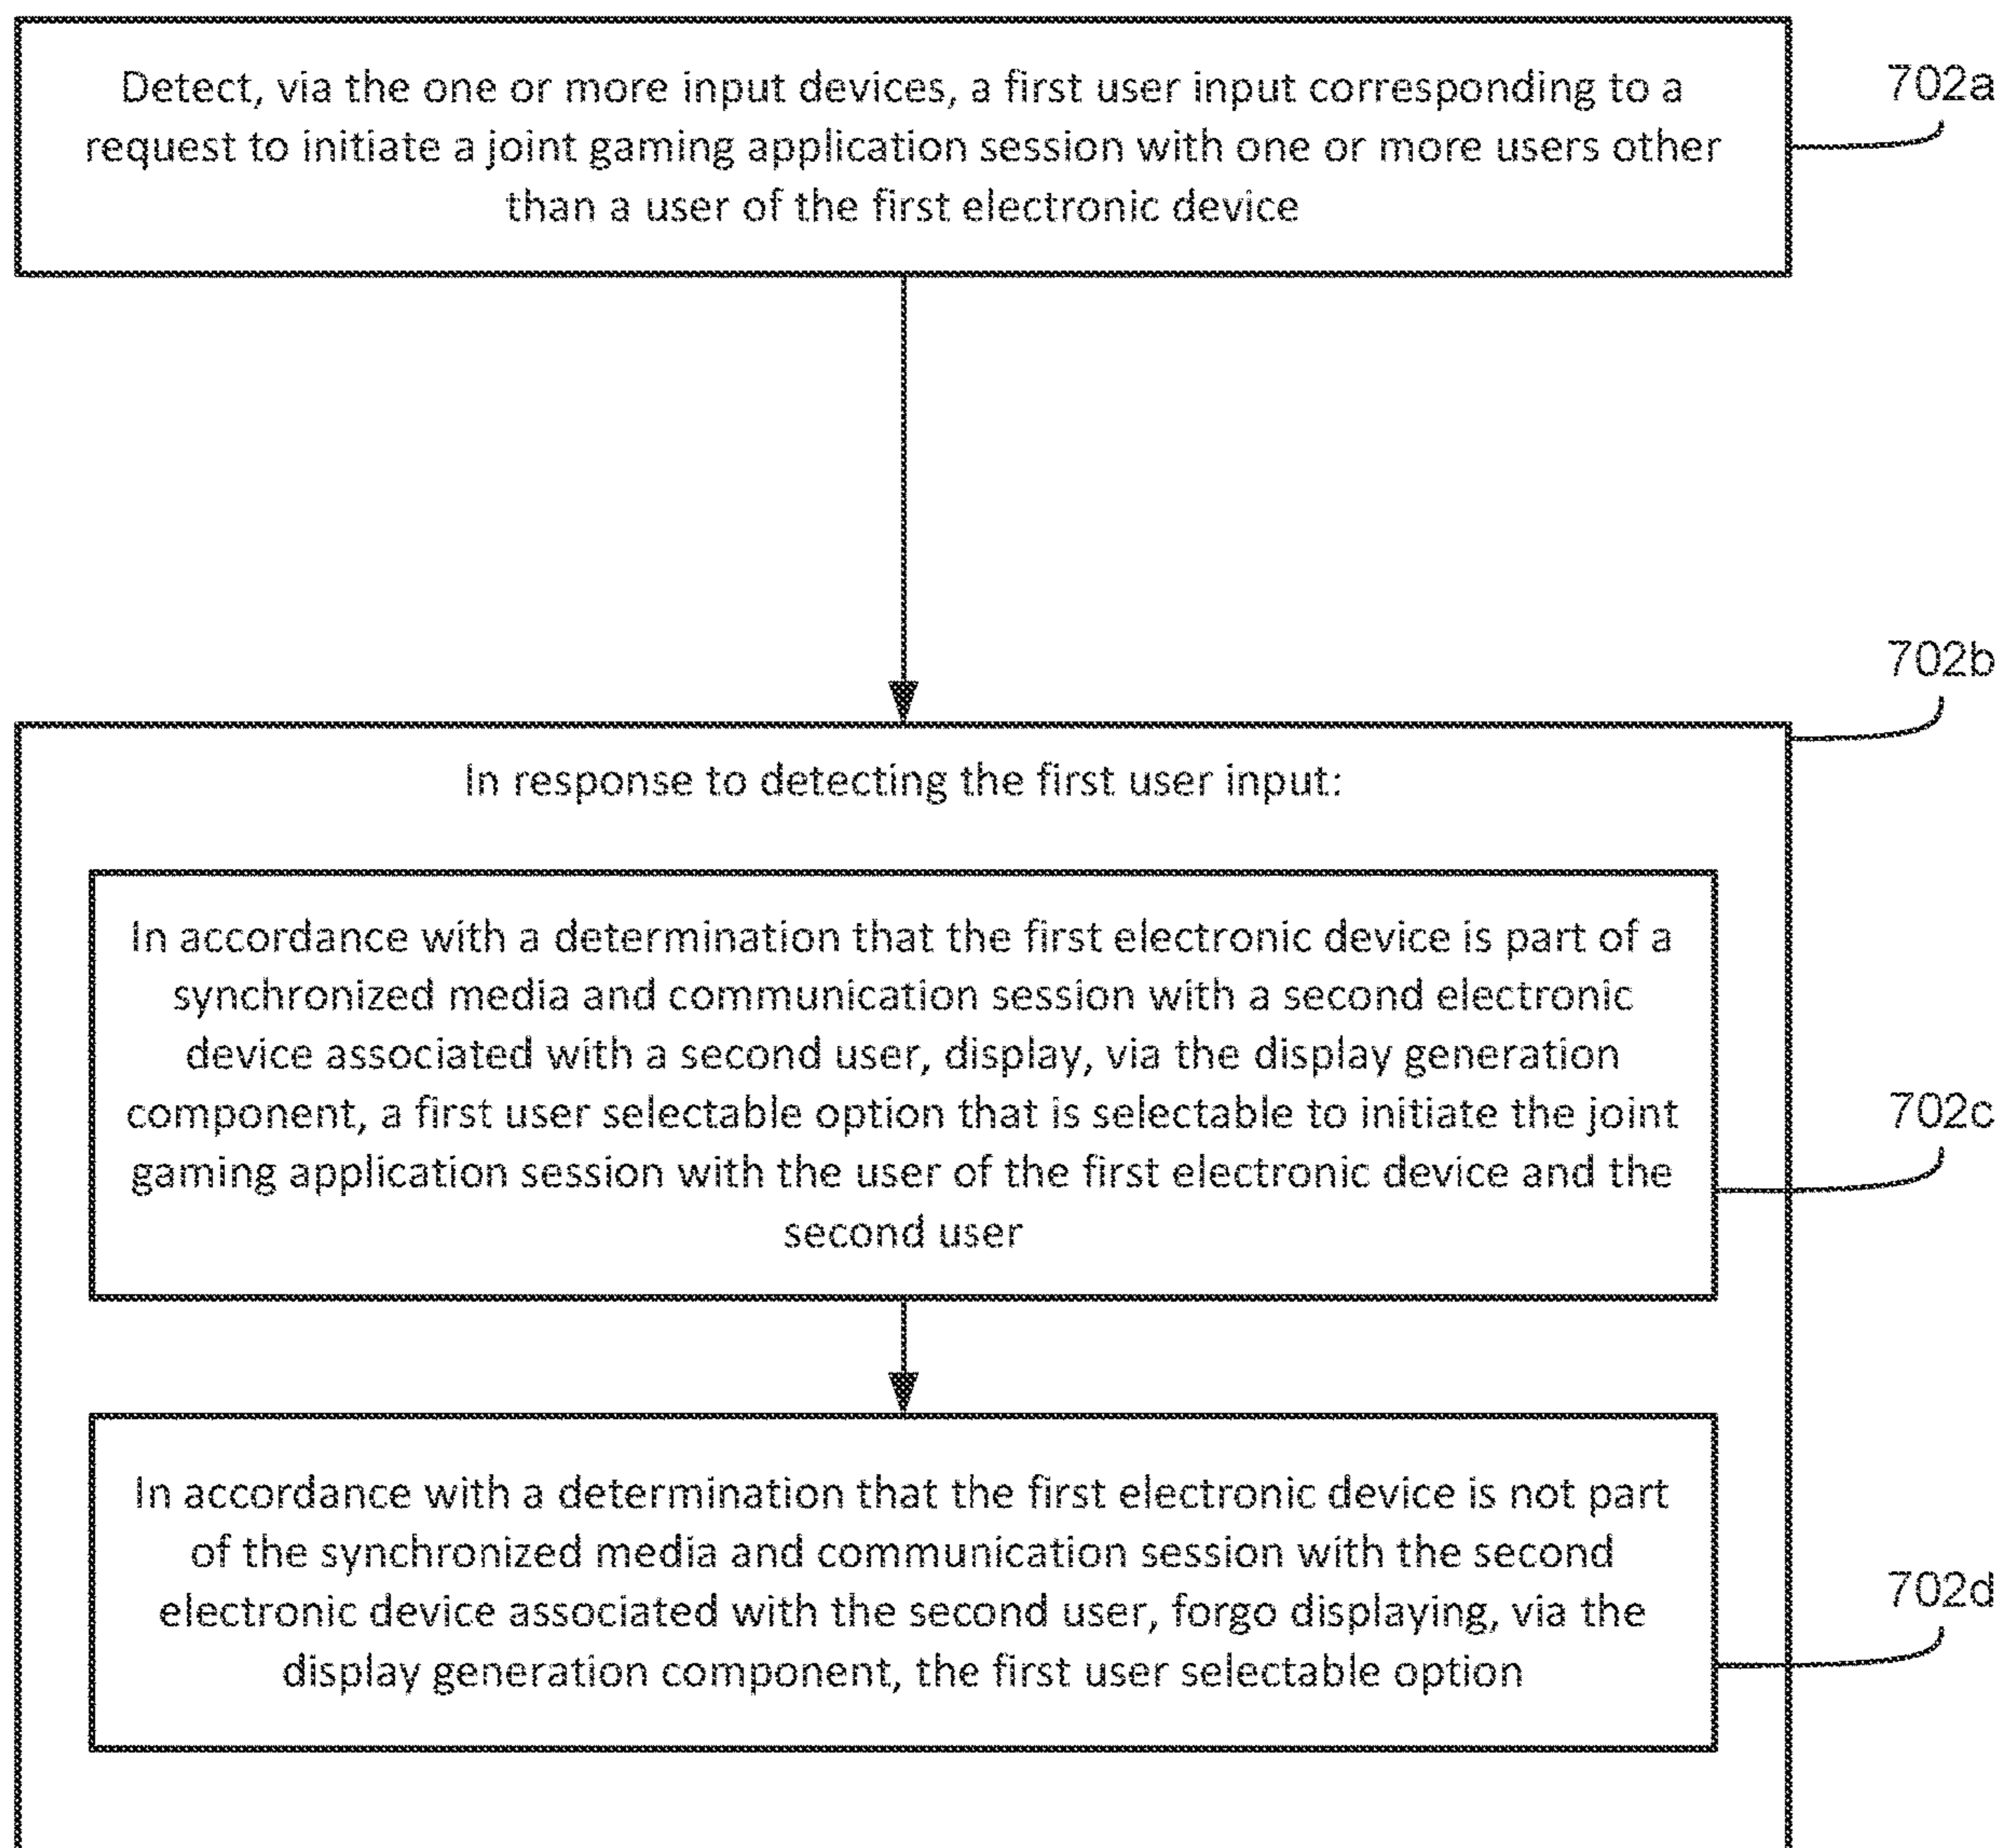 Detect, via the one or more input devices, a first user input corresponding to a
request to initiate a joint gaming application session with one or more users other
than a user of the first electronic device
702a
702b
In response to detecting the first user input:
In accordance with a determination that the first electronic device is part of a
synchronized media and communication session with a second electronic
device associated with a second user, display, via the display generation
component, a first user selectable option that is selectable to initiate the joint
gaming application session with the user of the first electronic device and the
second user
702c
In accordance with a determination that the first electronic device is not part
of the synchronized media and communication session with the second
electronic device associated with the second user, forgo displaying, via the
display generation component, the first user selectable option
702d